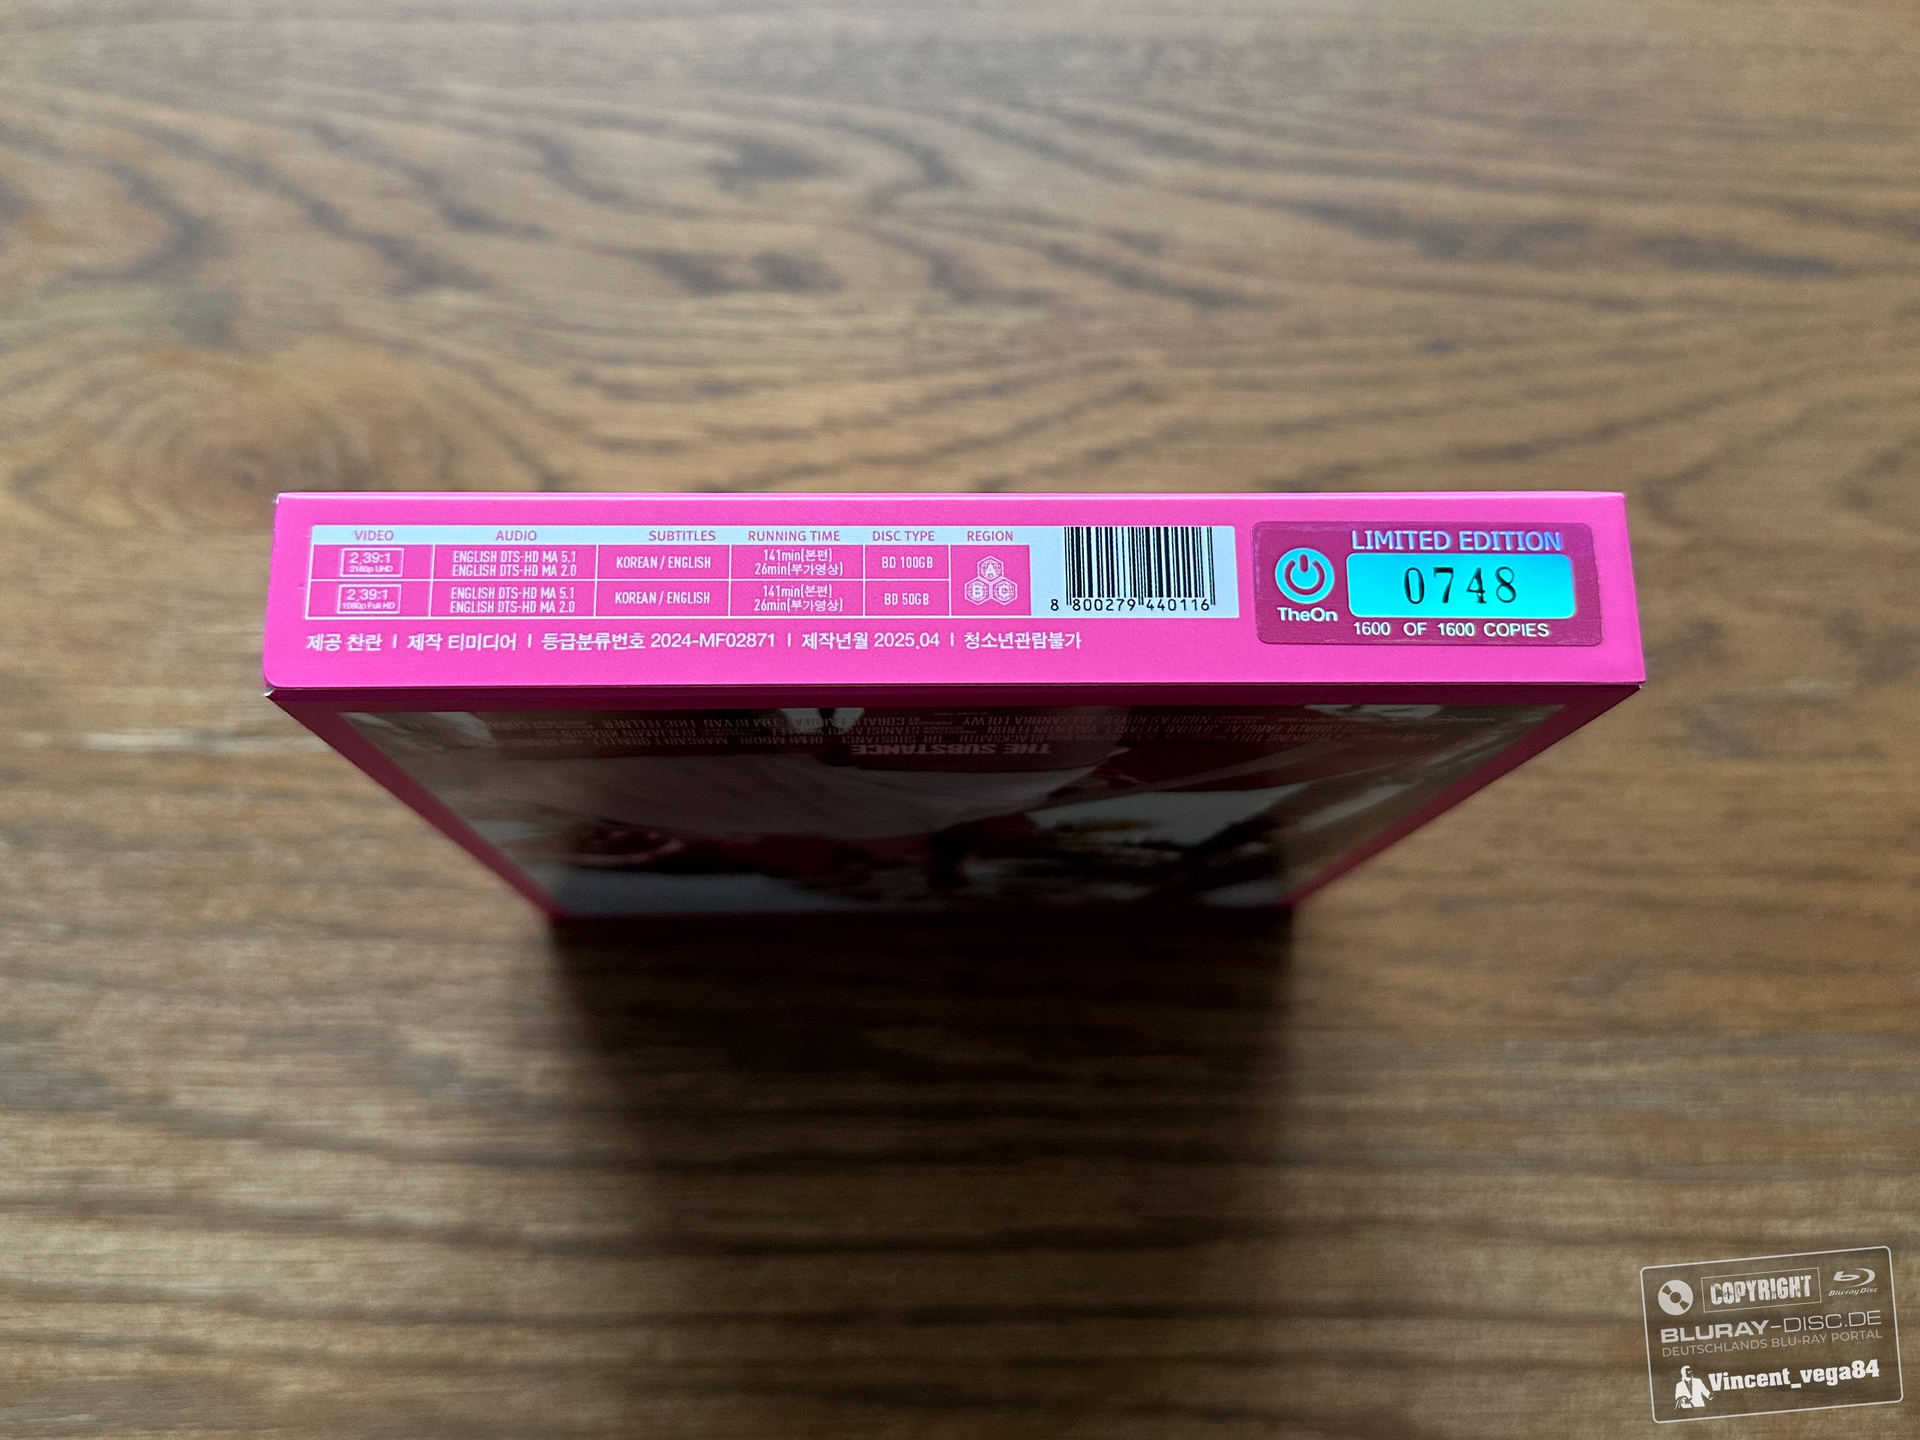 VIDEO AUDIO SUBTITLES RUNNING TIME DISC TYPE REGION
2.39:1
2160p UHD
ENGLISH DTS-HD MA 5.1
ENGLISH DTS-HD MA 2.0
KOREAN / ENGLISH
141min(본편)
26min(부가영상)
BD 100GB
2.39:1
1080p Full HD
ENGLISH DTS-HD MA 5.1
ENGLISH DTS-HD MA 2.0
KOREAN / ENGLISH
141min(본편)
26min(부가영상)
BD 50GB
A
B C
8 800279 440116
제공 찬란 | 제작 티미디어 | 등급분류번호 2024-MF02871 | 제작년월 2025.04 | 청소년관람불가
LIMITED EDITION
0748
TheOn
1600 OF 1600 COPIES
THE SUBSTANCE
COPYRIGHT
Blu-ray Disc
BLURAY-DISC.DE
DEUTSCHLANDS BLU-RAY PORTAL
Vincent_vega84